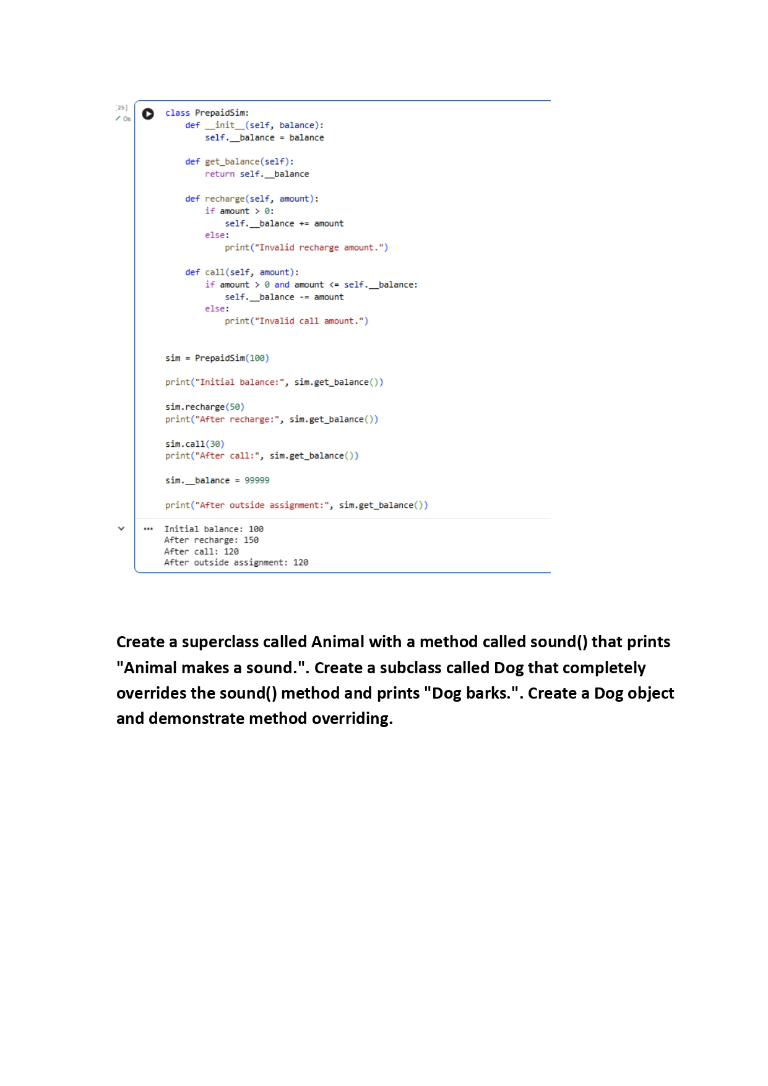 [25]
0s
class PrepaidSim:
    def __init__(self, balance):
        self.__balance = balance

    def get_balance(self):
        return self.__balance

    def recharge(self, amount):
        if amount > 0:
            self.__balance += amount
        else:
            print("Invalid recharge amount.")

    def call(self, amount):
        if amount > 0 and amount <= self.__balance:
            self.__balance -= amount
        else:
            print("Invalid call amount.")

sim = PrepaidSim(100)

print("Initial balance:", sim.get_balance())

sim.recharge(50)
print("After recharge:", sim.get_balance())

sim.call(30)
print("After call:", sim.get_balance())

sim.__balance = 99999

print("After outside assignment:", sim.get_balance())
Initial balance: 100
After recharge: 150
After call: 120
After outside assignment: 120
Create a superclass called Animal with a method called sound() that prints
"Animal makes a sound.". Create a subclass called Dog that completely
overrides the sound() method and prints "Dog barks.". Create a Dog object
and demonstrate method overriding.